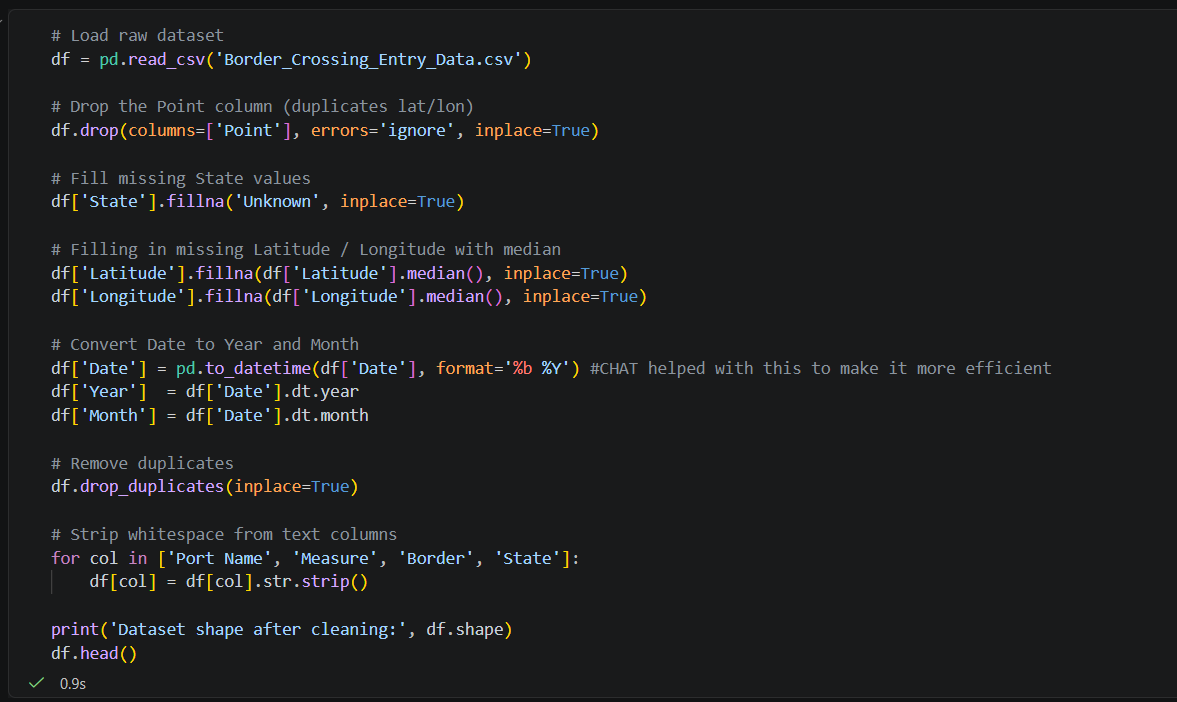 # Load raw dataset
df = pd.read_csv('Border_Crossing_Entry_Data.csv')
# Drop the Point column (duplicates lat/lon)
df.drop(columns=['Point'], errors='ignore', inplace=True)
# Fill missing State values
df['State'].fillna('Unknown', inplace=True)
# Filling in missing Latitude / Longitude with median
df['Latitude'].fillna(df['Latitude'].median(), inplace=True)
df['Longitude'].fillna(df['Longitude'].median(), inplace=True)
# Convert Date to Year and Month
df['Date'] = pd.to_datetime(df['Date'], format='%b %Y') #CHAT helped with this to make it more efficient
df['Year']  = df['Date'].dt.year
df['Month'] = df['Date'].dt.month
# Remove duplicates
df.drop_duplicates(inplace=True)
# Strip whitespace from text columns
for col in ['Port Name', 'Measure', 'Border', 'State']:
    df[col] = df[col].str.strip()
print('Dataset shape after cleaning:', df.shape)
df.head()
0.9s